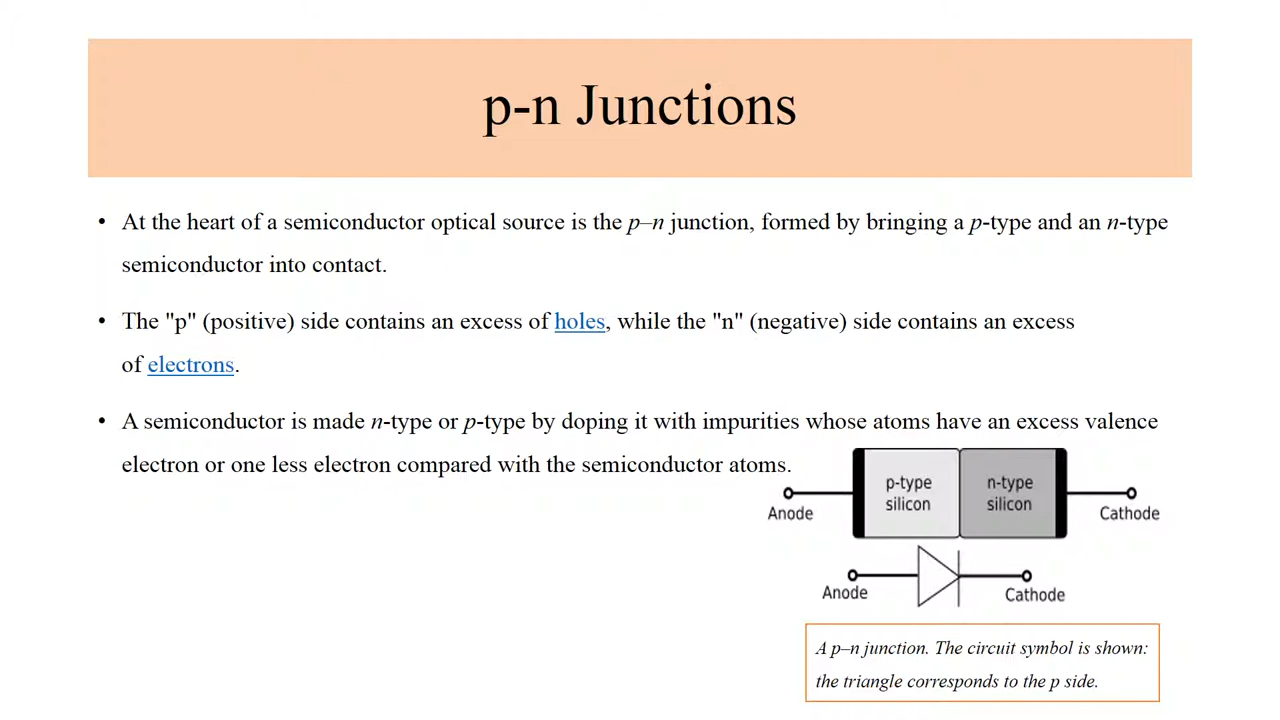 p-n Junctions
• At the heart of a semiconductor optical source is the p–n junction, formed by bringing a p-type and an n-type
semiconductor into contact.
• The "p" (positive) side contains an excess of holes, while the "n" (negative) side contains an excess
of electrons.
• A semiconductor is made n-type or p-type by doping it with impurities whose atoms have an excess valence
electron or one less electron compared with the semiconductor atoms.
p-type
silicon
n-type
silicon
Anode
Cathode
Anode
Cathode
A p–n junction. The circuit symbol is shown:
the triangle corresponds to the p side.